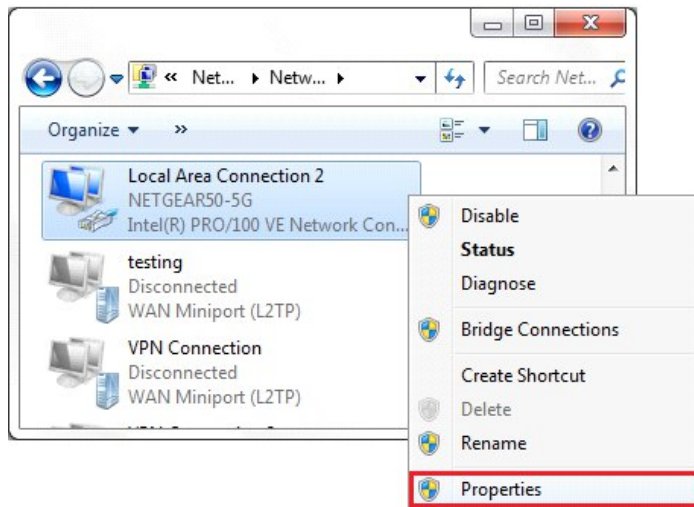 Net... Netw...
Search Net...
Organize
Local Area Connection 2
NETGEAR50-5G
Intel(R) PRO/100 VE Network Con...
testing
Disconnected
WAN Miniport (L2TP)
VPN Connection
Disconnected
WAN Miniport (L2TP)
Disable
Status
Diagnose
Bridge Connections
Create Shortcut
Delete
Rename
Properties